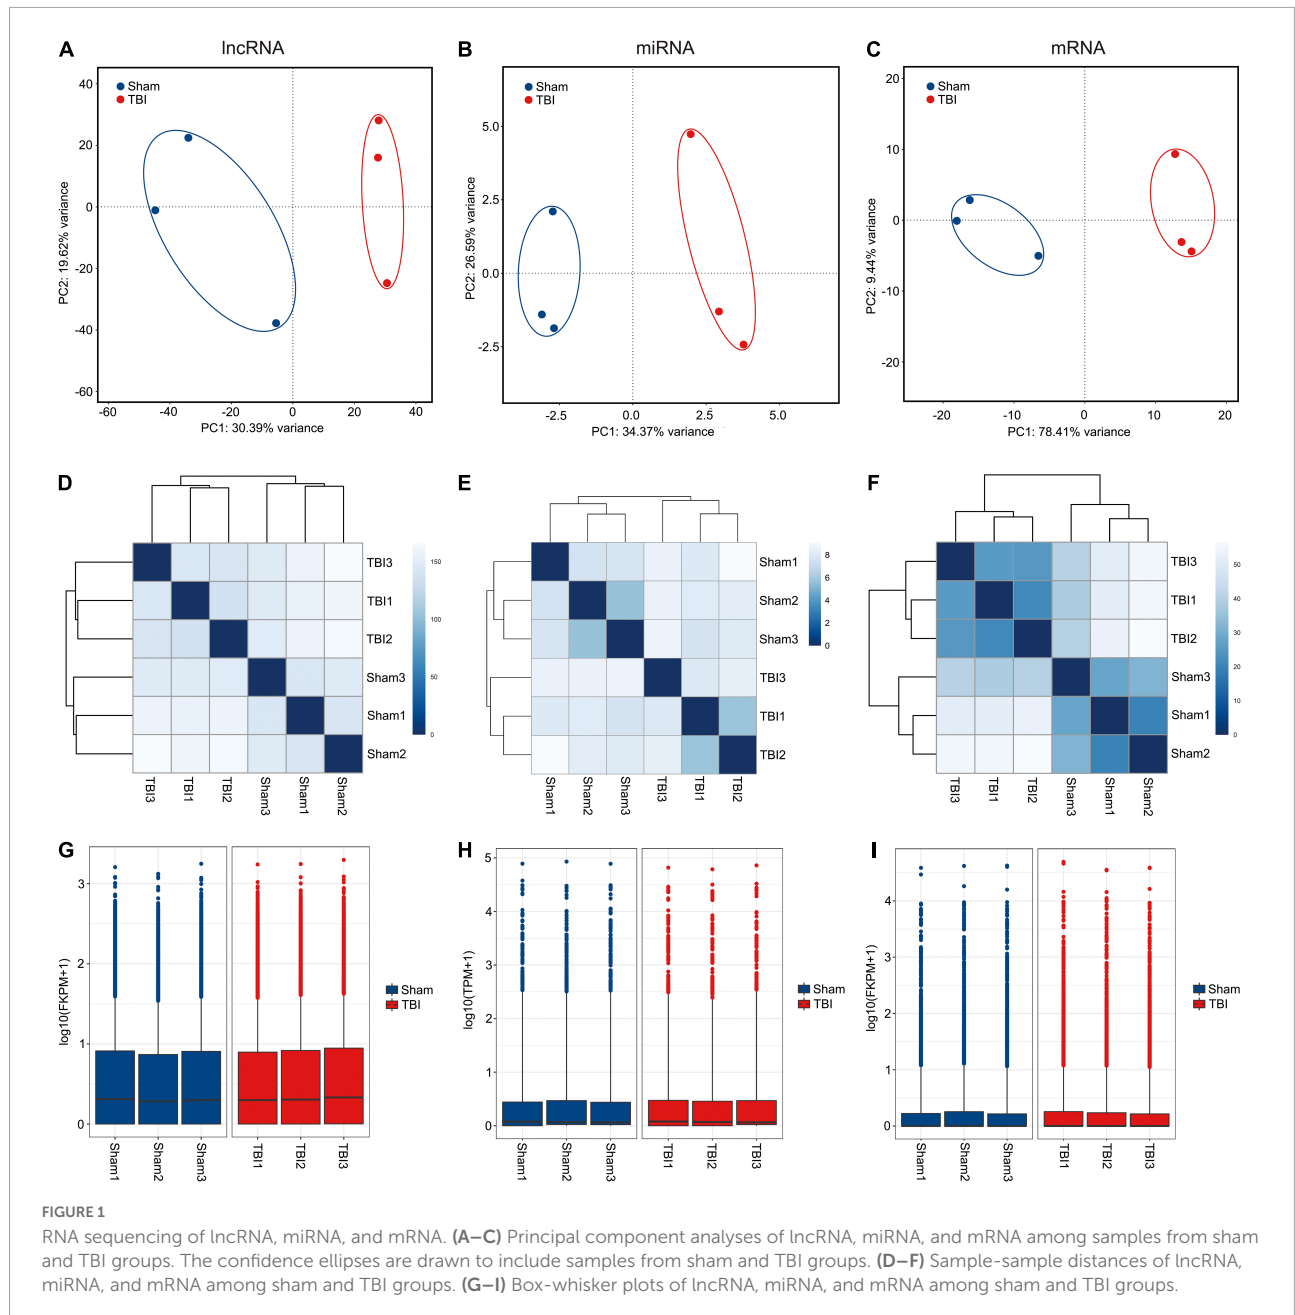 A
lncRNA
Sham
TBI
PC2: 19.62% variance
40
20
0
-20
-40
-60
-60 -40 -20 0 20 40
PC1: 30.39% variance
B
miRNA
Sham
TBI
PC2: 26.59% variance
5.0
2.5
0.0
-2.5
-2.5 0.0 2.5 5.0
PC1: 34.37% variance
C
mRNA
Sham
TBI
PC2: 9.44% variance
20
10
0
-10
-20
-20 -10 0 10 20
PC1: 78.41% variance
D
TBI3
TBI1
TBI2
Sham3
Sham1
Sham2
TBI3 TBI1 TBI2 Sham3 Sham1 Sham2
150
100
50
0
E
Sham1
Sham2
Sham3
TBI3
TBI1
TBI2
Sham1 Sham2 Sham3 TBI3 TBI1 TBI2
8
6
4
2
0
F
TBI3
TBI1
TBI2
Sham3
Sham1
Sham2
TBI3 TBI1 TBI2 Sham3 Sham1 Sham2
50
40
30
20
10
0
G
log10(FKPM+1)
3
2
1
0
Sham1 Sham2 Sham3 TBI1 TBI2 TBI3
Sham
TBI
H
log10(TPM+1)
5
4
3
2
1
0
Sham1 Sham2 Sham3 TBI1 TBI2 TBI3
Sham
TBI
I
log10(FKPM+1)
4
3
2
1
0
Sham1 Sham2 Sham3 TBI1 TBI2 TBI3
Sham
TBI
FIGURE 1
RNA sequencing of lncRNA, miRNA, and mRNA. (A–C) Principal component analyses of lncRNA, miRNA, and mRNA among samples from sham
and TBI groups. The confidence ellipses are drawn to include samples from sham and TBI groups. (D–F) Sample-sample distances of lncRNA,
miRNA, and mRNA among sham and TBI groups. (G–I) Box-whisker plots of lncRNA, miRNA, and mRNA among sham and TBI groups.